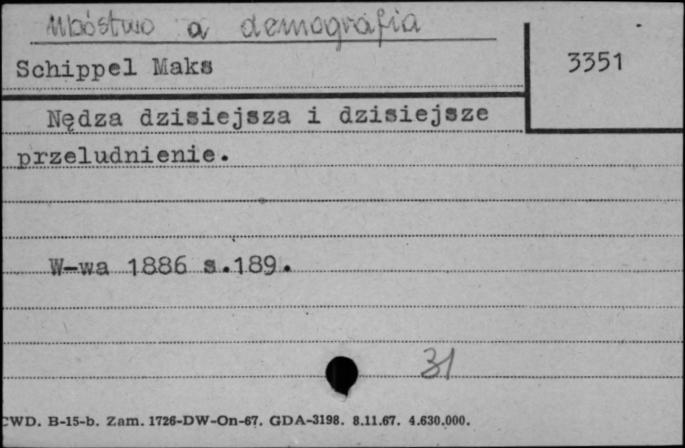 Ubóstwo a demografia
Schippel Maks
3351
Nędza dzisiejsza i dzisiejsze
przeludnienie.
W-wa 1886 s.189.
31
CWD. B-15-b. Zam. 1726-DW-On-67. GDA-3198. 8.11.67. 4.630.000.